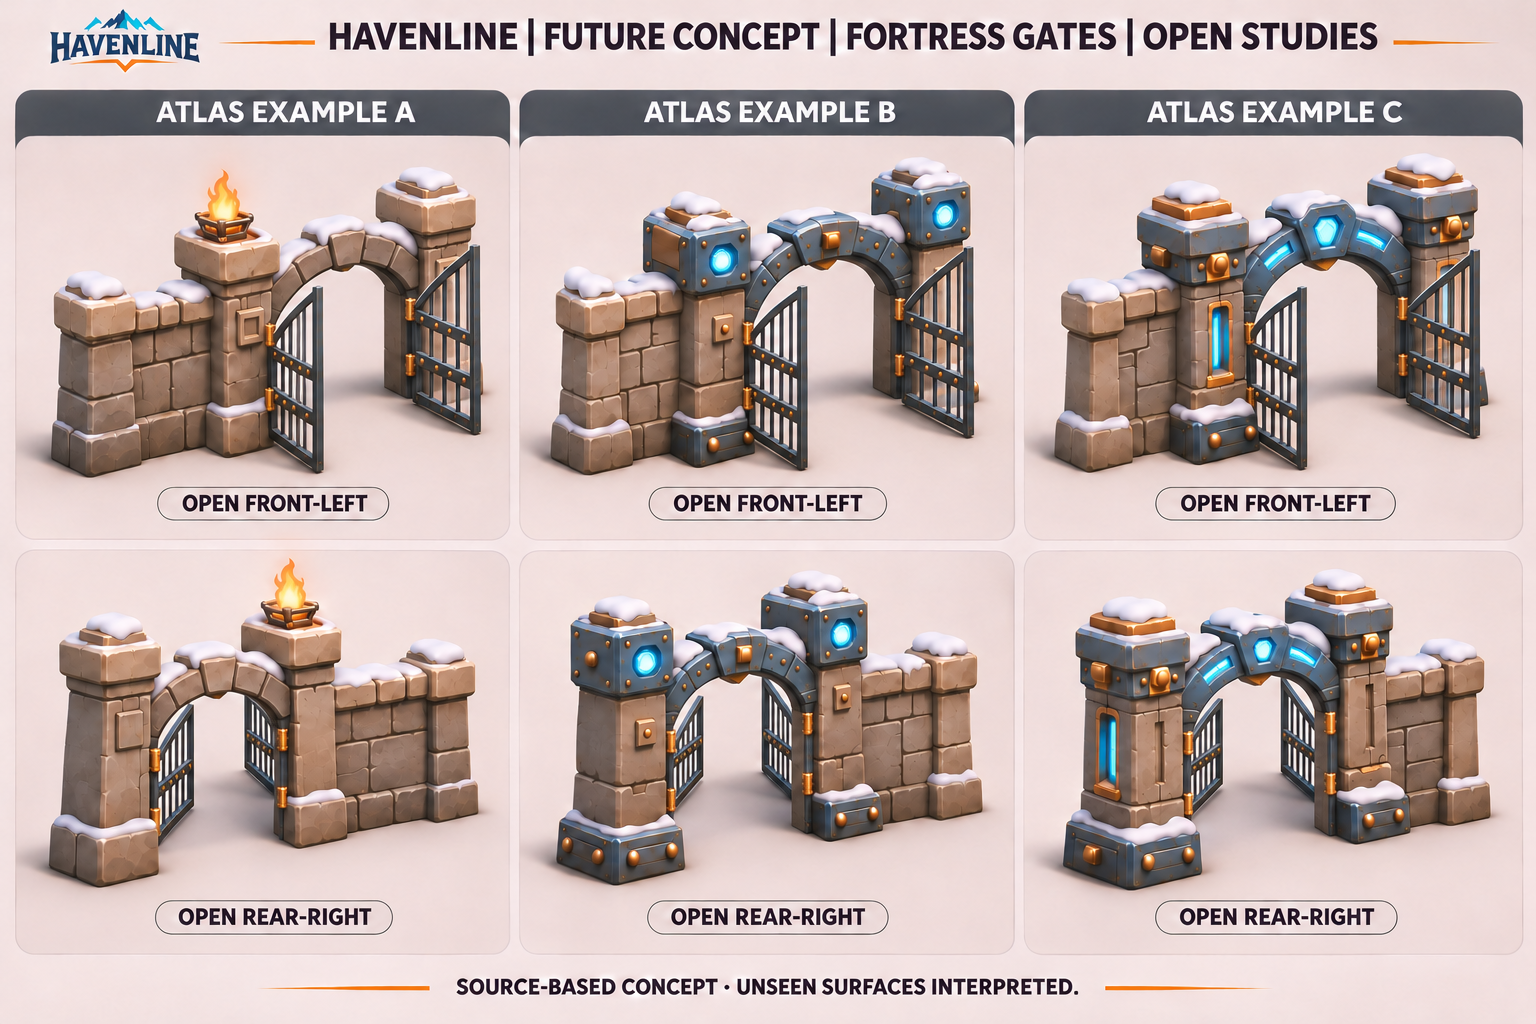 HAVENLINE
HAVENLINE | FUTURE CONCEPT | FORTRESS GATES | OPEN STUDIES
ATLAS EXAMPLE A
ATLAS EXAMPLE B
ATLAS EXAMPLE C
OPEN FRONT-LEFT
OPEN FRONT-LEFT
OPEN FRONT-LEFT
OPEN REAR-RIGHT
OPEN REAR-RIGHT
OPEN REAR-RIGHT
SOURCE-BASED CONCEPT · UNSEEN SURFACES INTERPRETED.